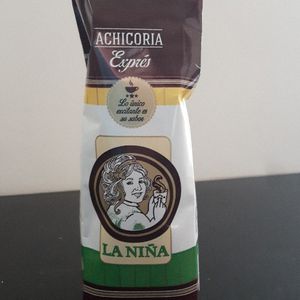 ACHICORIA
Exprés
Lo único
excitante es
su sabor
LA NIÑA